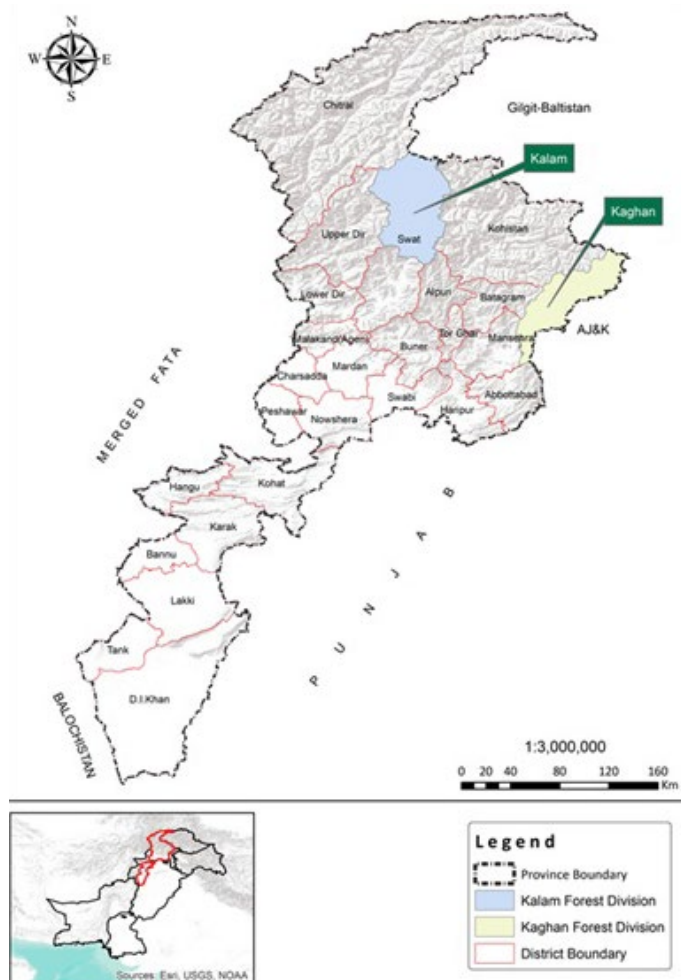 N
W
E
S
Chitral
Gilgit-Baltistan
Kalam
Kaghan
Upper Dir
Swat
Kohistan
Lower Dir
Alpuri
Batagram
Malakand Agency
Buner
Tor Ghar
Mansehra
AJ&K
Charsadda
Mardan
Peshawar
Nowshera
Swabi
Haripur
Abbottabad
MERGED FATA
Hangu
Kohat
Karak
Bannu
Lakki
PUNJAB
Tank
D.I.Khan
BALOCHISTAN
1:3,000,000
0 20 40 80 120 160
Km
Legend
Province Boundary
Kalam Forest Division
Kaghan Forest Division
District Boundary
Sources: Esri, USGS, NOAA